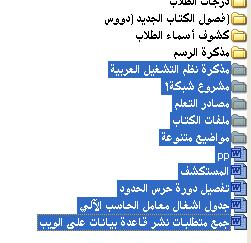 درجات الطلاب
(فصول الكتاب الجديد (دووس
كشوف أسماء الطلاب
مذكرة الرسم
مذكرة نظم التشغيل العربية
مشروع شبكة1
مصادر التعلم
ملفات الكتاب
مواضيع متنوعة
pp
المستكشف
تفصيل دورة حرس الحدود
جدول اشغال معامل الحاسب الآلي
جمع متطلبات نشر قاعدة بيانات على الويب